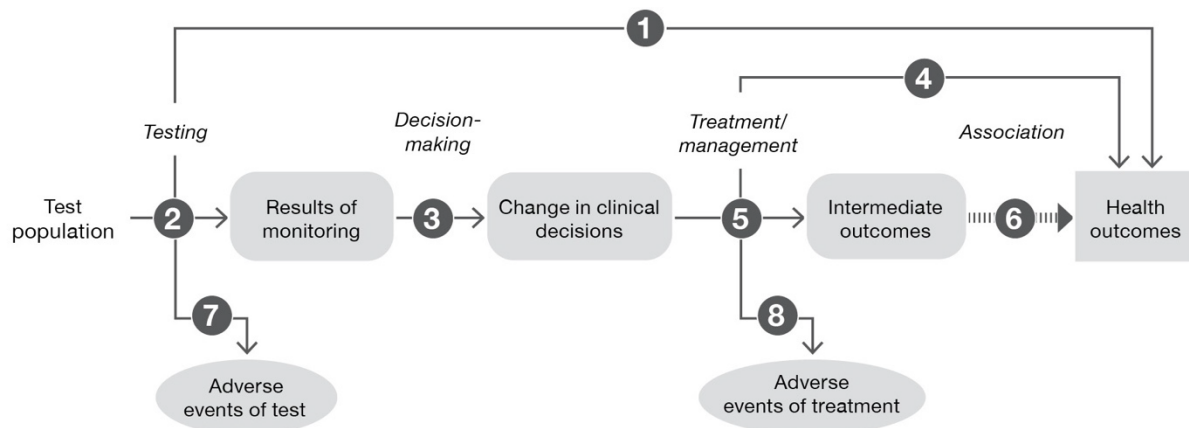 1
4
Testing
Decision-
making
Treatment/
management
Association
Test
population
2
Results of
monitoring
3
Change in clinical
decisions
5
Intermediate
outcomes
6
Health
outcomes
7
8
Adverse
events of test
Adverse
events of treatment